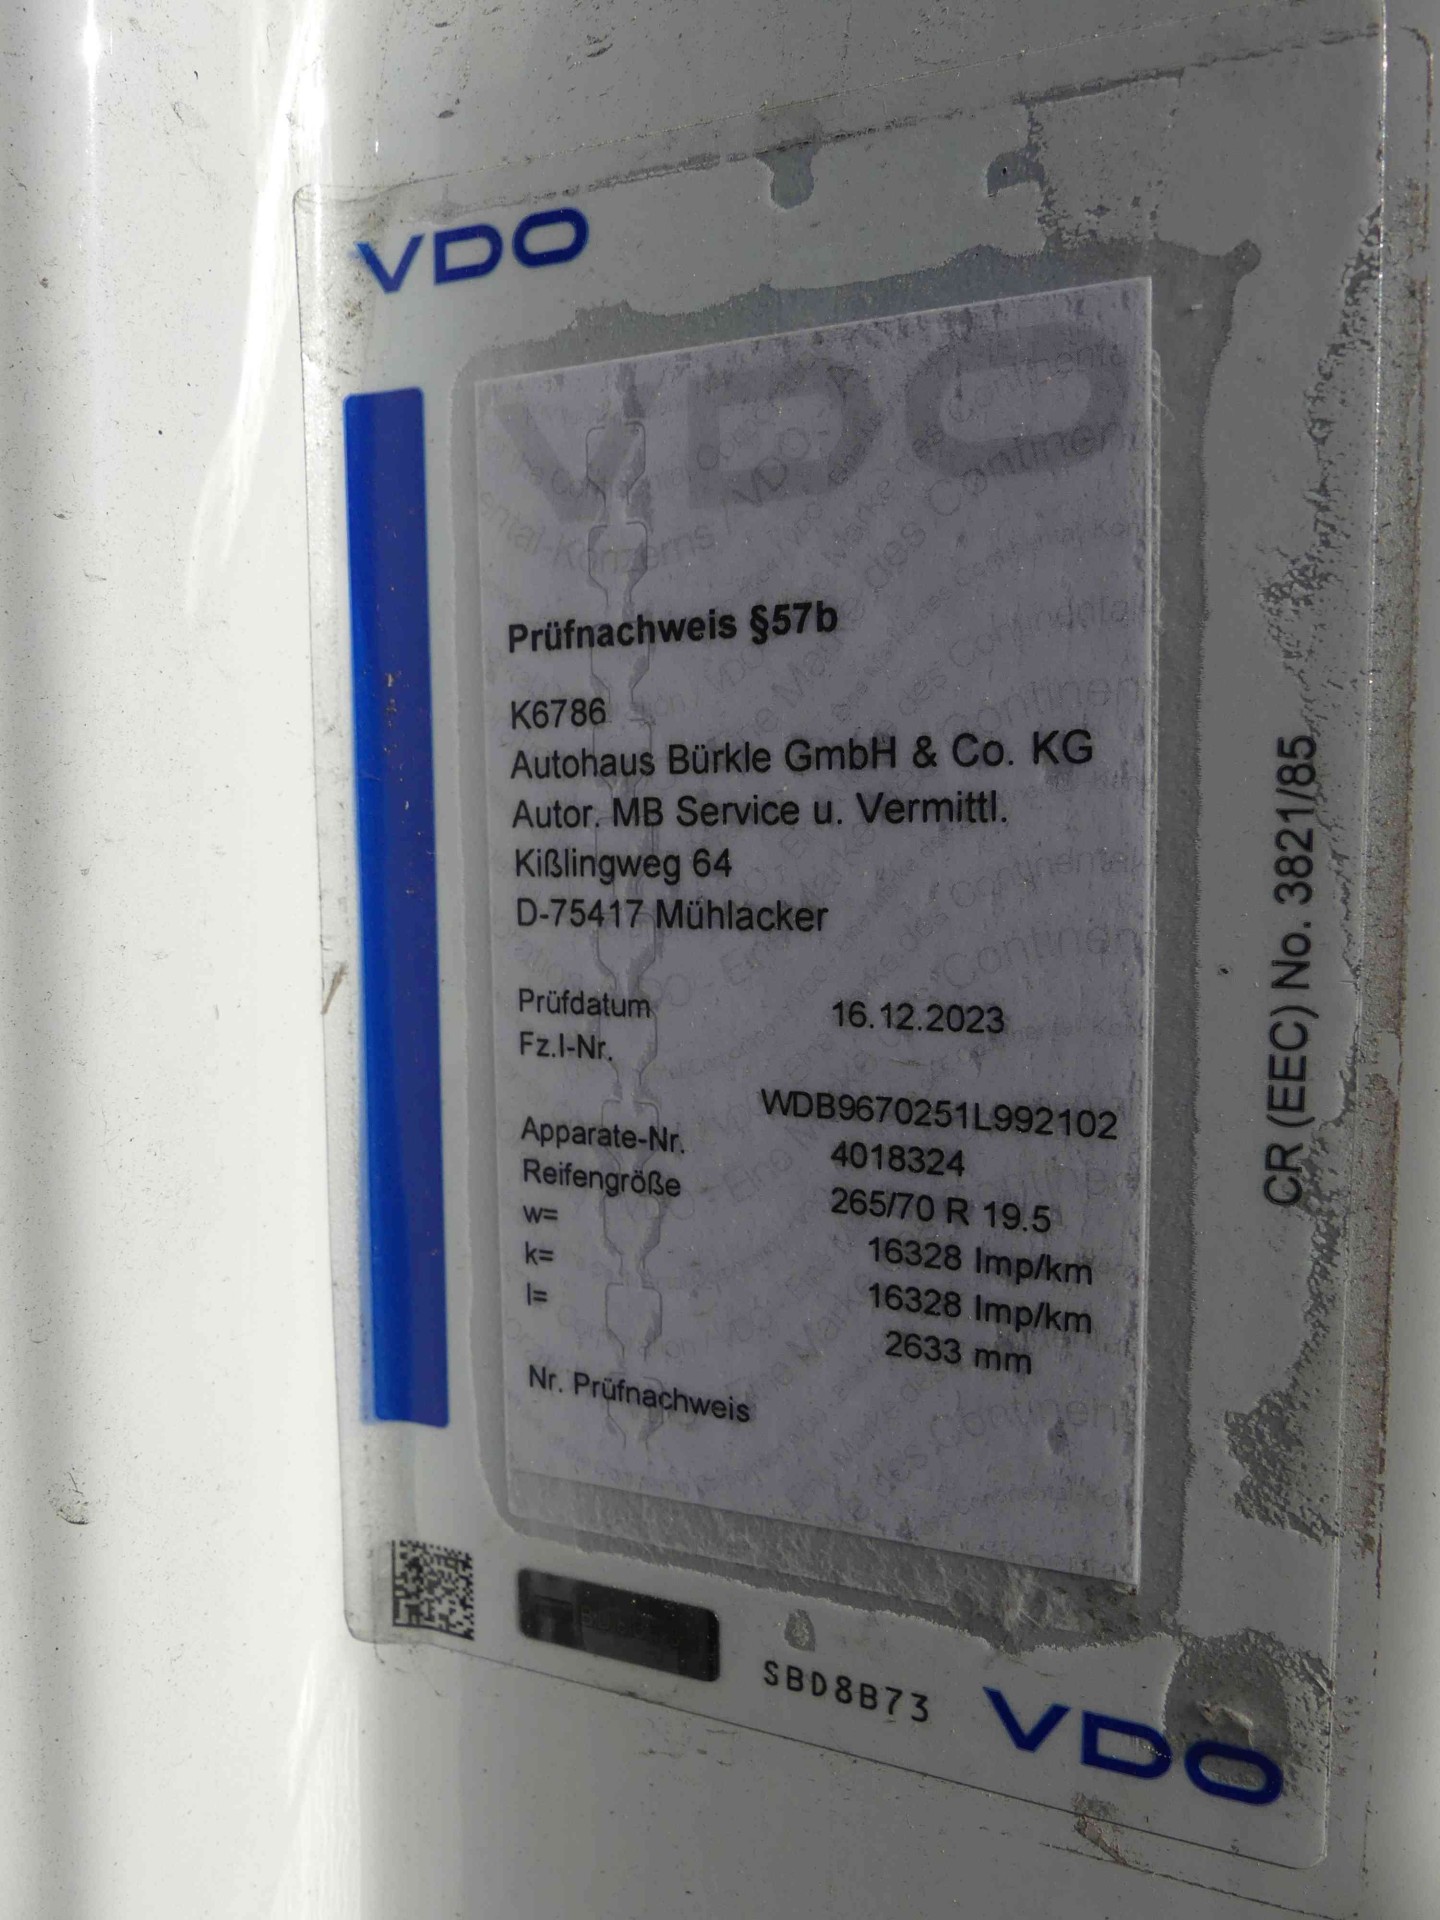 VDO
VDO
Prüfnachweis §57b
K6786
Autohaus Bürkle GmbH & Co. KG
Autor. MB Service u. Vermittl.
Kißlingweg 64
D-75417 Mühlacker
Prüfdatum 16.12.2023
Fz.I-Nr.
WDB9670251L992102
Apparate-Nr. 4018324
Reifengröße 265/70 R 19.5
w= 16328 Imp/km
k= 16328 Imp/km
l= 2633 mm
Nr. Prüfnachweis
CR (EEC) No. 3821/85
SBD8B73
VDO